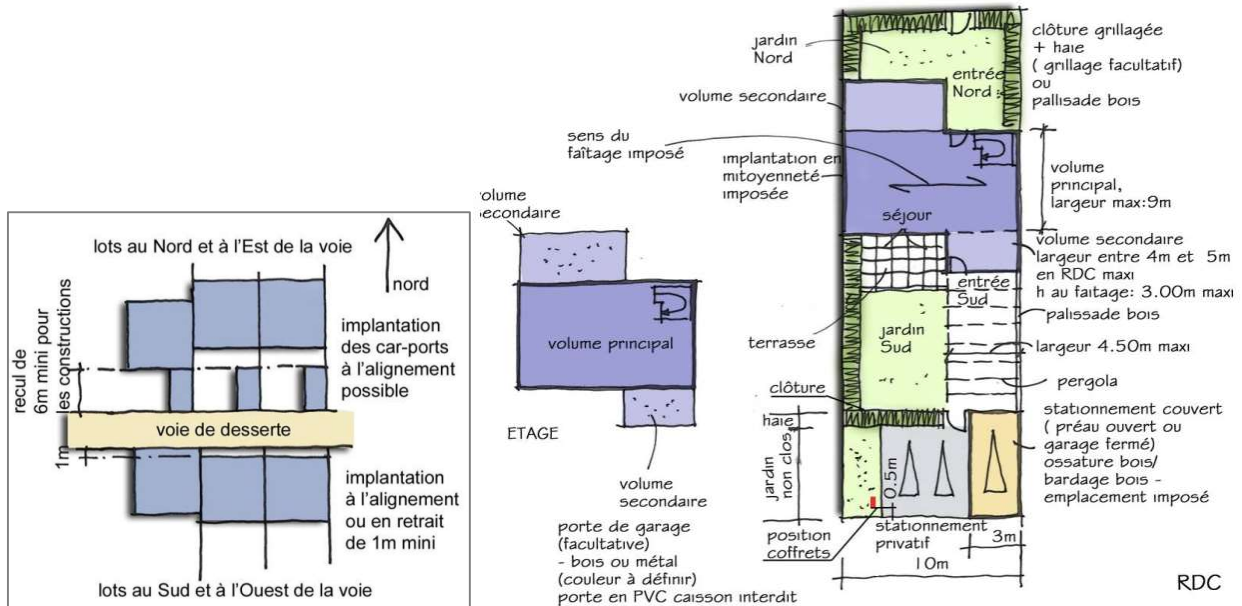 lots au Nord et à l'Est de la voie
nord
recul de
6m mini pour
les constructions
implantation
des car-ports
à l'alignement
possible
voie de desserte
1m
implantation
à l'alignement
ou en retrait
de 1m mini
lots au Sud et à l'Ouest de la voie
volume
secondaire
volume principal
ETAGE
volume
secondaire
porte de garage
(facultative)
- bois ou métal
(couleur à définir)
porte en PVC caisson interdit
jardin
Nord
volume secondaire
sens du
faîtage imposé
implantation en
mitoyenneté
imposée
entrée
Nord
clôture grillagée
+ haie
( grillage facultatif)
ou
pallisade bois
volume
principal,
largeur max:9m
séjour
volume secondaire
largeur entre 4m et 5m
en RDC maxi
h au faîtage: 3.00m maxi
entrée
Sud
palissade bois
terrasse
jardin
Sud
largeur 4.50m maxi
pergola
clôture
haie
jardin
non clos
0.5m
stationnement couvert
( préau ouvert ou
garage fermé)
ossature bois/
bardage bois -
emplacement imposé
position
coffrets
stationnement
privatif
3m
10m
RDC